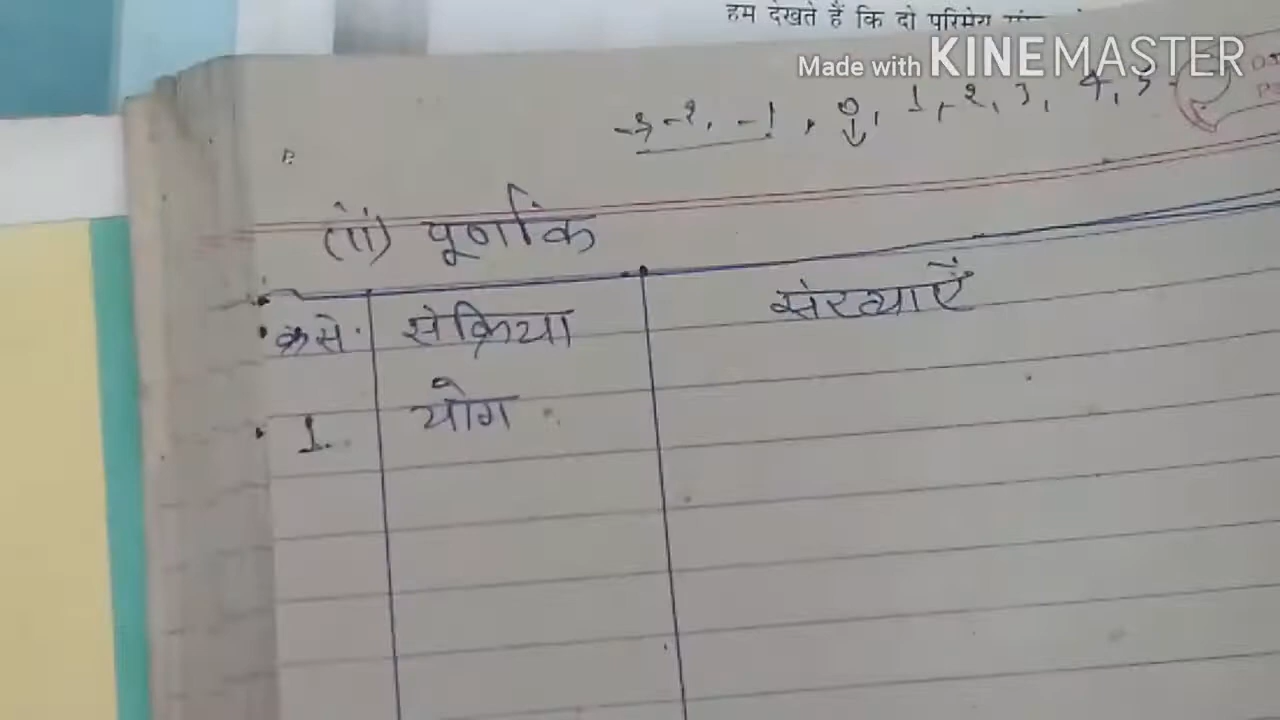 हम देखते हैं कि दो परिमेय
Made with KINEMASTER
-3 -2, -1, 0, 1, 2, 3, 4, 5
(ii) पूर्णांक
क्र सं. संक्रिया संख्याएँ
1. योग